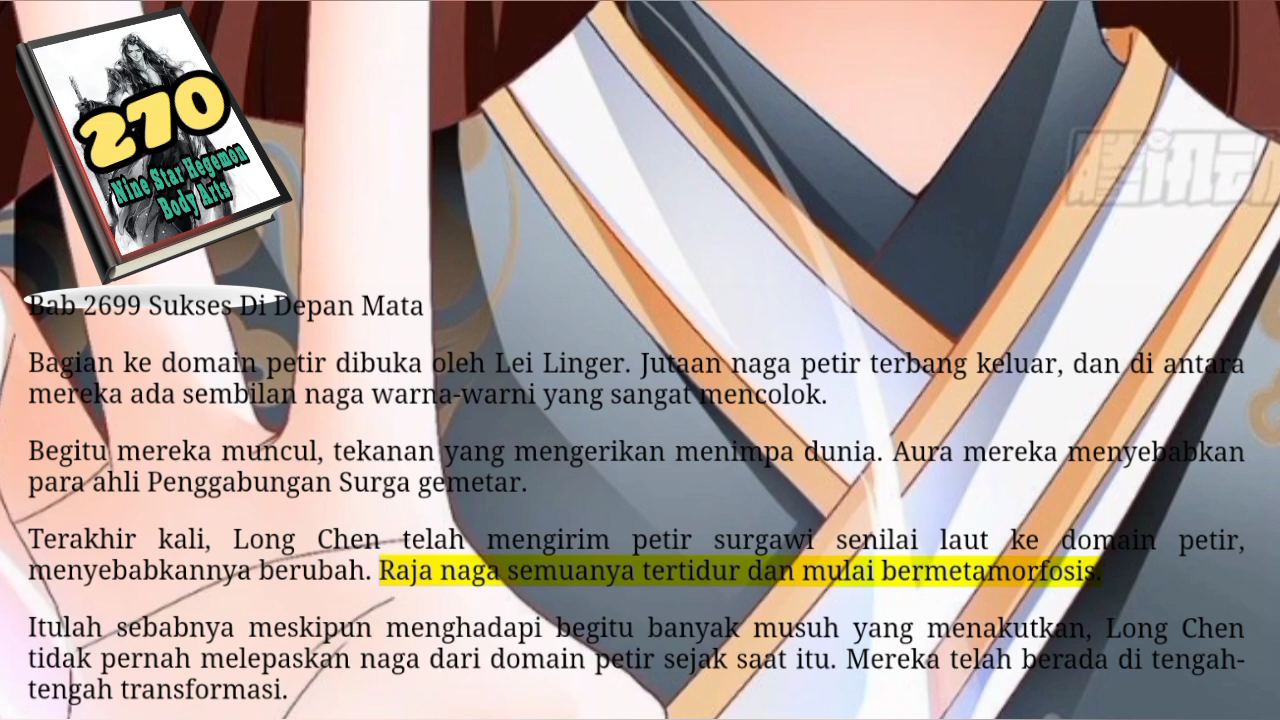 270
Nine Star Hegemon
Body Arts
Bab 2699 Sukses Di Depan Mata
Bagian ke domain petir dibuka oleh Lei Linger. Jutaan naga petir terbang keluar, dan di antara
mereka ada sembilan naga warna-warni yang sangat mencolok.
Begitu mereka muncul, tekanan yang mengerikan menimpa dunia. Aura mereka menyebabkan
para ahli Penggabungan Surga gemetar.
Terakhir kali, Long Chen telah mengirim petir surgawi senilai laut ke domain petir,
menyebabkannya berubah. Raja naga semuanya tertidur dan mulai bermetamorfosis.
Itulah sebabnya meskipun menghadapi begitu banyak musuh yang menakutkan, Long Chen
tidak pernah melepaskan naga dari domain petir sejak saat itu. Mereka telah berada di tengah-
tengah transformasi.